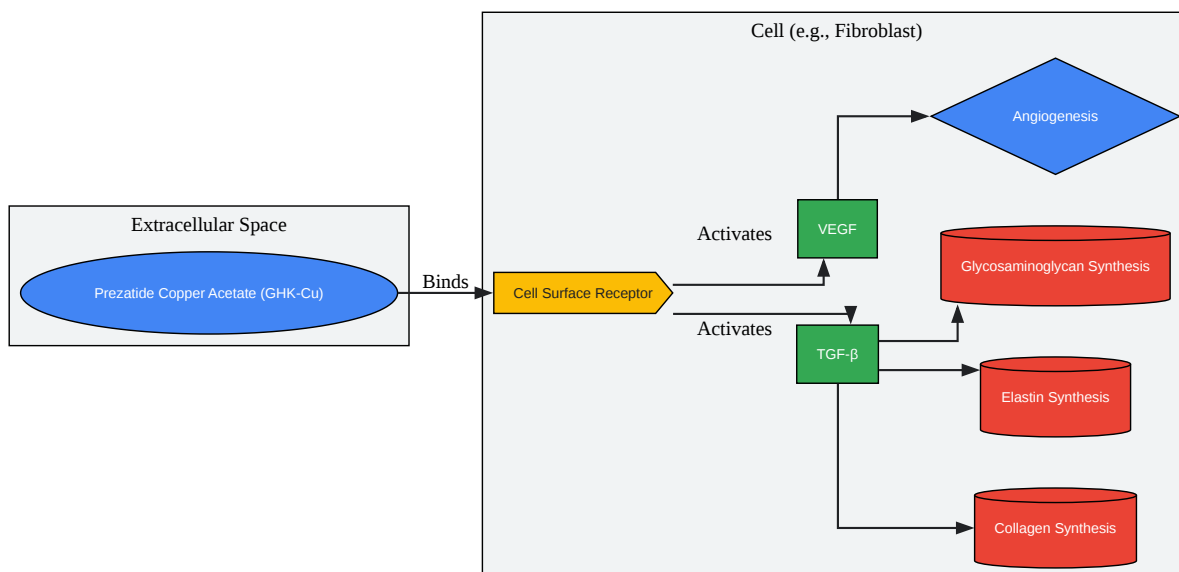 Cell (e.g., Fibroblast)
Angiogenesis
Extracellular Space
Activates
VEGF
Glycosaminoglycan Synthesis
Prezatide Copper Acetate (GHK-Cu)
Binds
Cell Surface Receptor
Activates
TGF-β
Elastin Synthesis
Collagen Synthesis